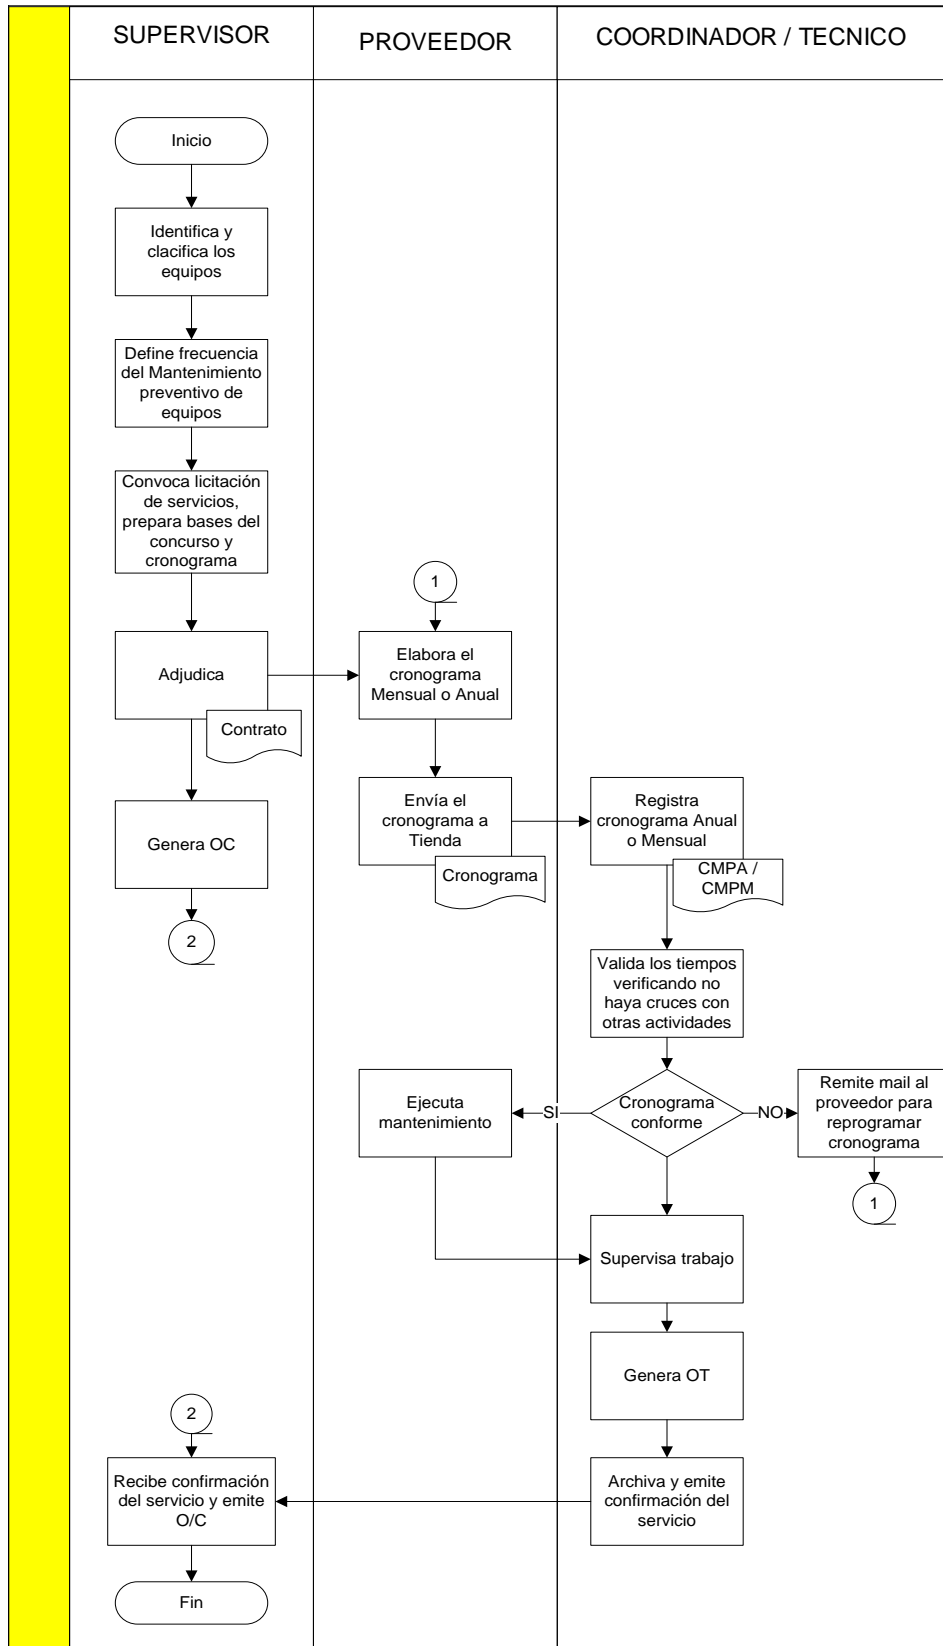 SUPERVISOR
PROVEEDOR
COORDINADOR / TECNICO
Inicio
Identifica y
clacifica los
equipos
Define frecuencia
del Mantenimiento
preventivo de
equipos
Convoca licitación
de servicios,
prepara bases del
concurso y
cronograma
1
Adjudica
Contrato
Elabora el
cronograma
Mensual o Anual
Genera OC
2
Envía el
cronograma a
Tienda
Cronograma
Registra
cronograma Anual
o Mensual
CMPA /
CMPM
Valida los tiempos
verificando no
haya cruces con
otras actividades
Ejecuta
mantenimiento
SI
Cronograma
conforme
NO
Remite mail al
proveedor para
reprogramar
cronograma
1
Supervisa trabajo
Genera OT
2
Recibe confirmación
del servicio y emite
O/C
Archiva y emite
confirmación del
servicio
Fin